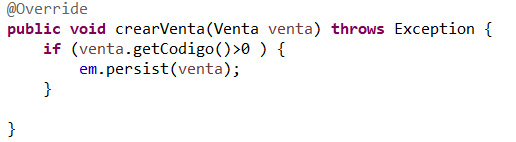 @Override
public void crearVenta(Venta venta) throws Exception {
    if (venta.getCodigo()>0 ) {
        em.persist(venta);
    }

}